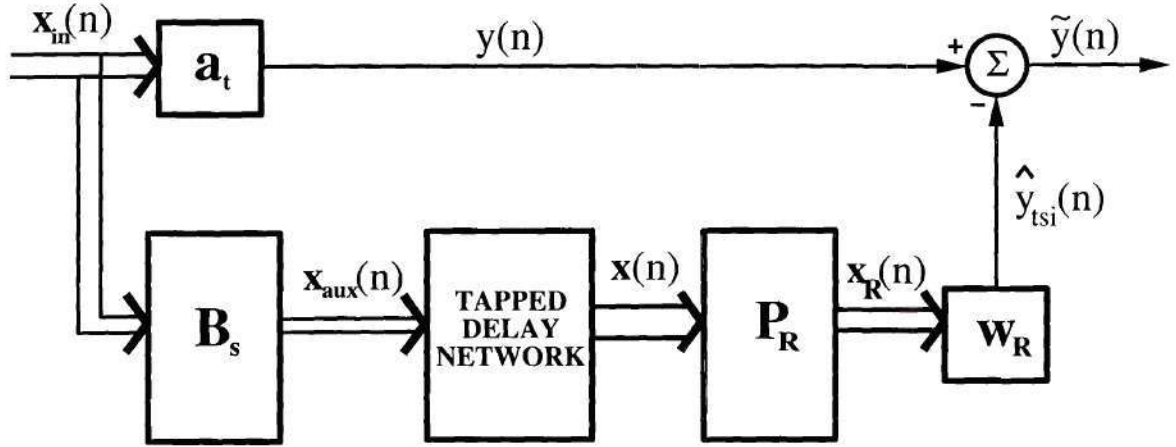 x_in(n)
a_t
y(n)
+
Σ
ỹ(n)
-
ŷ_tsi(n)
B_s
x_aux(n)
TAPPED
DELAY
NETWORK
x(n)
P_R
x_R(n)
w_R